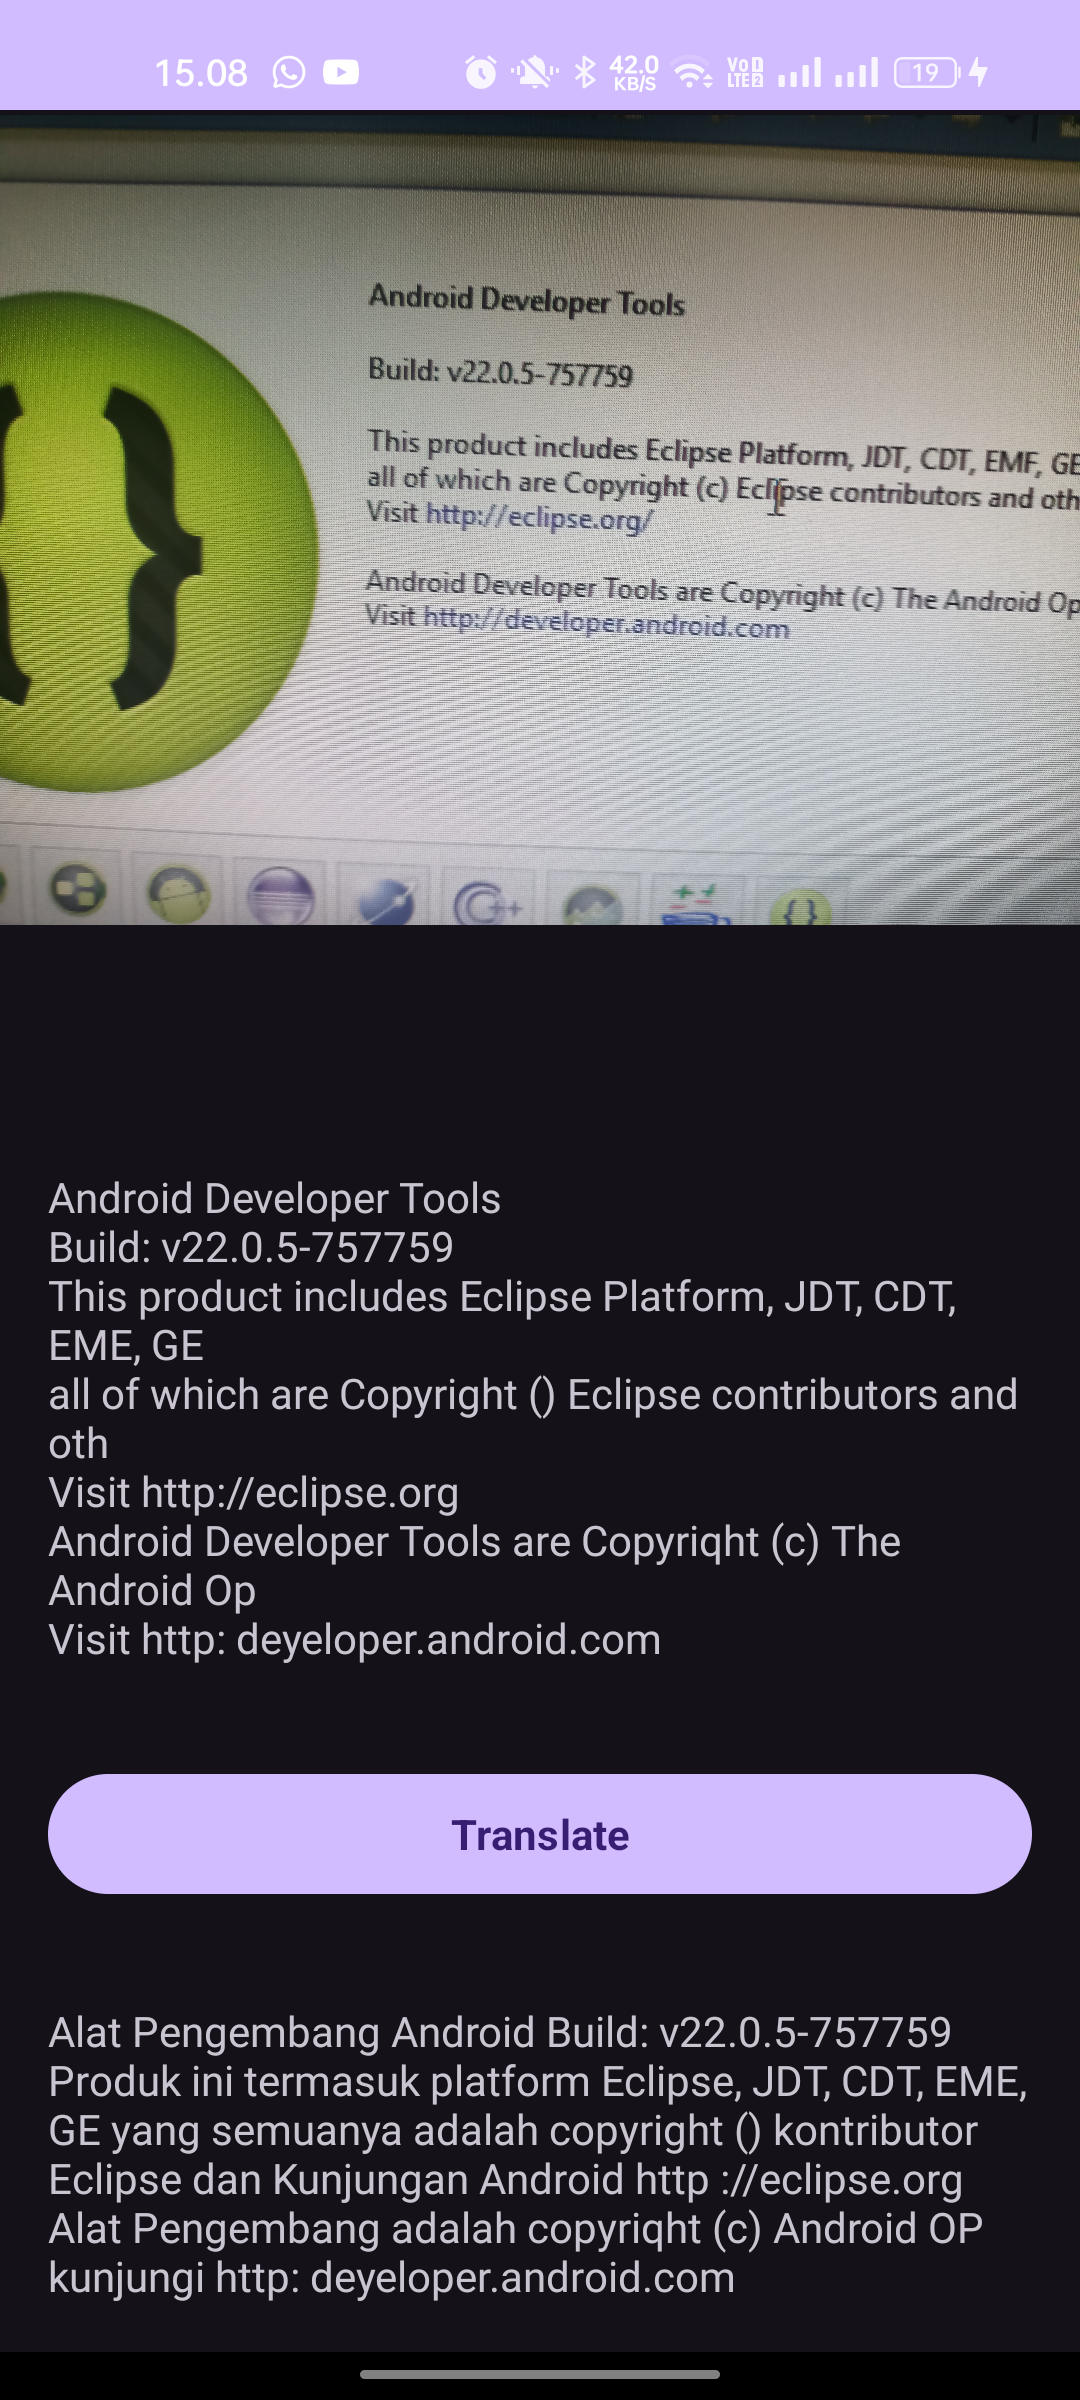 15.08
42.0
KB/S
Vo 1
LTE 2
19
Android Developer Tools
Build: v22.0.5-757759
This product includes Eclipse Platform, JDT, CDT, EMF, GE
all of which are Copyright (c) Eclipse contributors and oth
Visit http://eclipse.org/
Android Developer Tools are Copyright (c) The Android Op
Visit http://developer.android.com
Android Developer Tools
Build: v22.0.5-757759
This product includes Eclipse Platform, JDT, CDT,
EME, GE
all of which are Copyright () Eclipse contributors and
oth
Visit http://eclipse.org
Android Developer Tools are Copyriqht (c) The
Android Op
Visit http: deyeloper.android.com
Translate
Alat Pengembang Android Build: v22.0.5-757759
Produk ini termasuk platform Eclipse, JDT, CDT, EME,
GE yang semuanya adalah copyright () kontributor
Eclipse dan Kunjungan Android http ://eclipse.org
Alat Pengembang adalah copyriqht (c) Android OP
kunjungi http: deyeloper.android.com